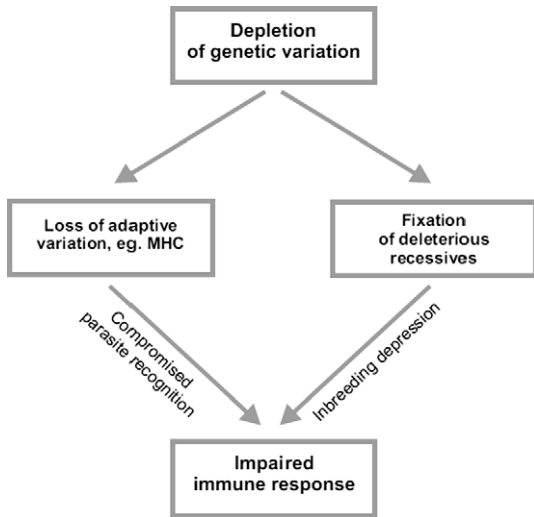 Depletion
of genetic variation
Loss of adaptive
variation, eg. MHC
Fixation
of deleterious
recessives
Compromised
parasite recognition
Inbreeding depression
Impaired
immune response